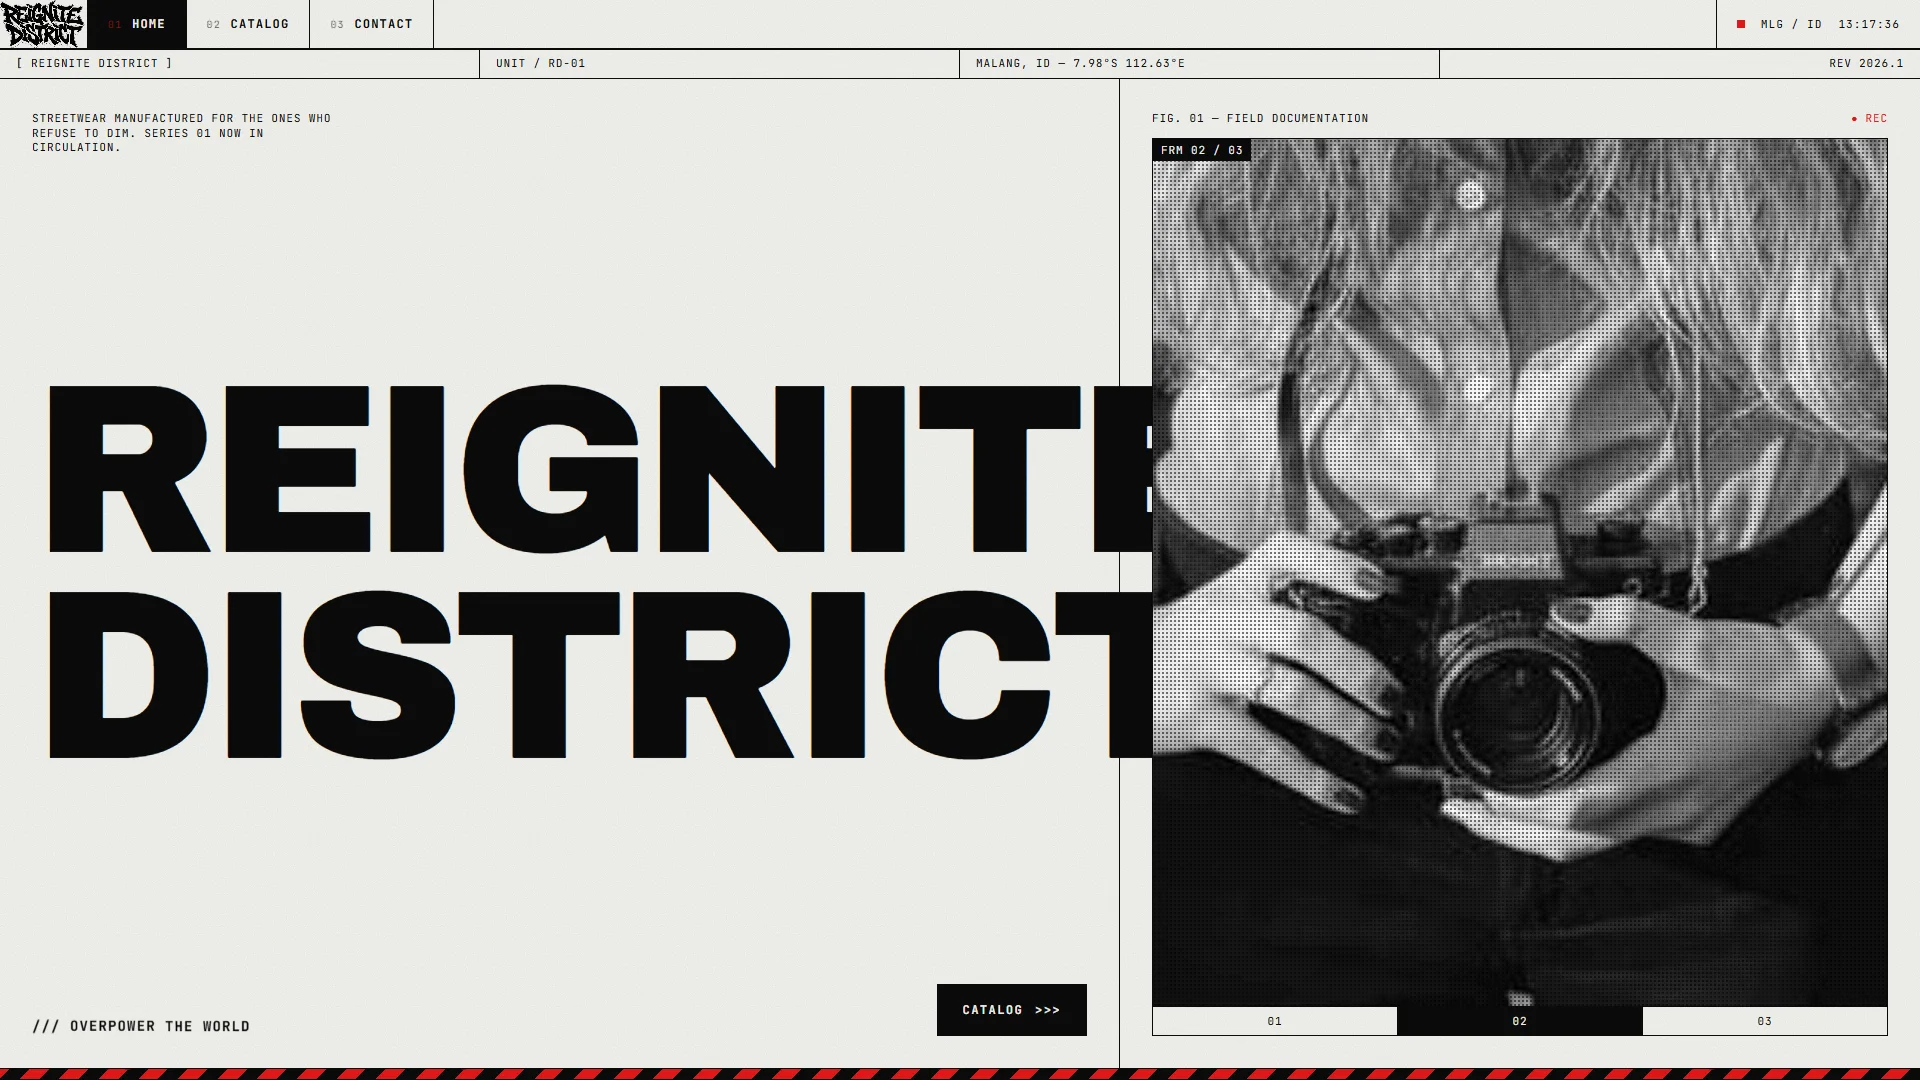 REIGNITE DISTRICT
01 HOME
02 CATALOG
03 CONTACT
MLG / ID 13:17:36
[ REIGNITE DISTRICT ]
UNIT / RD-01
MALANG, ID — 7.98°S 112.63°E
REV 2026.1
STREETWEAR MANUFACTURED FOR THE ONES WHO
REFUSE TO DIM. SERIES 01 NOW IN
CIRCULATION.
REIGNITE
DISTRICT
/// OVERPOWER THE WORLD
CATALOG >>>
FIG. 01 — FIELD DOCUMENTATION
• REC
FRM 02 / 03
01
02
03